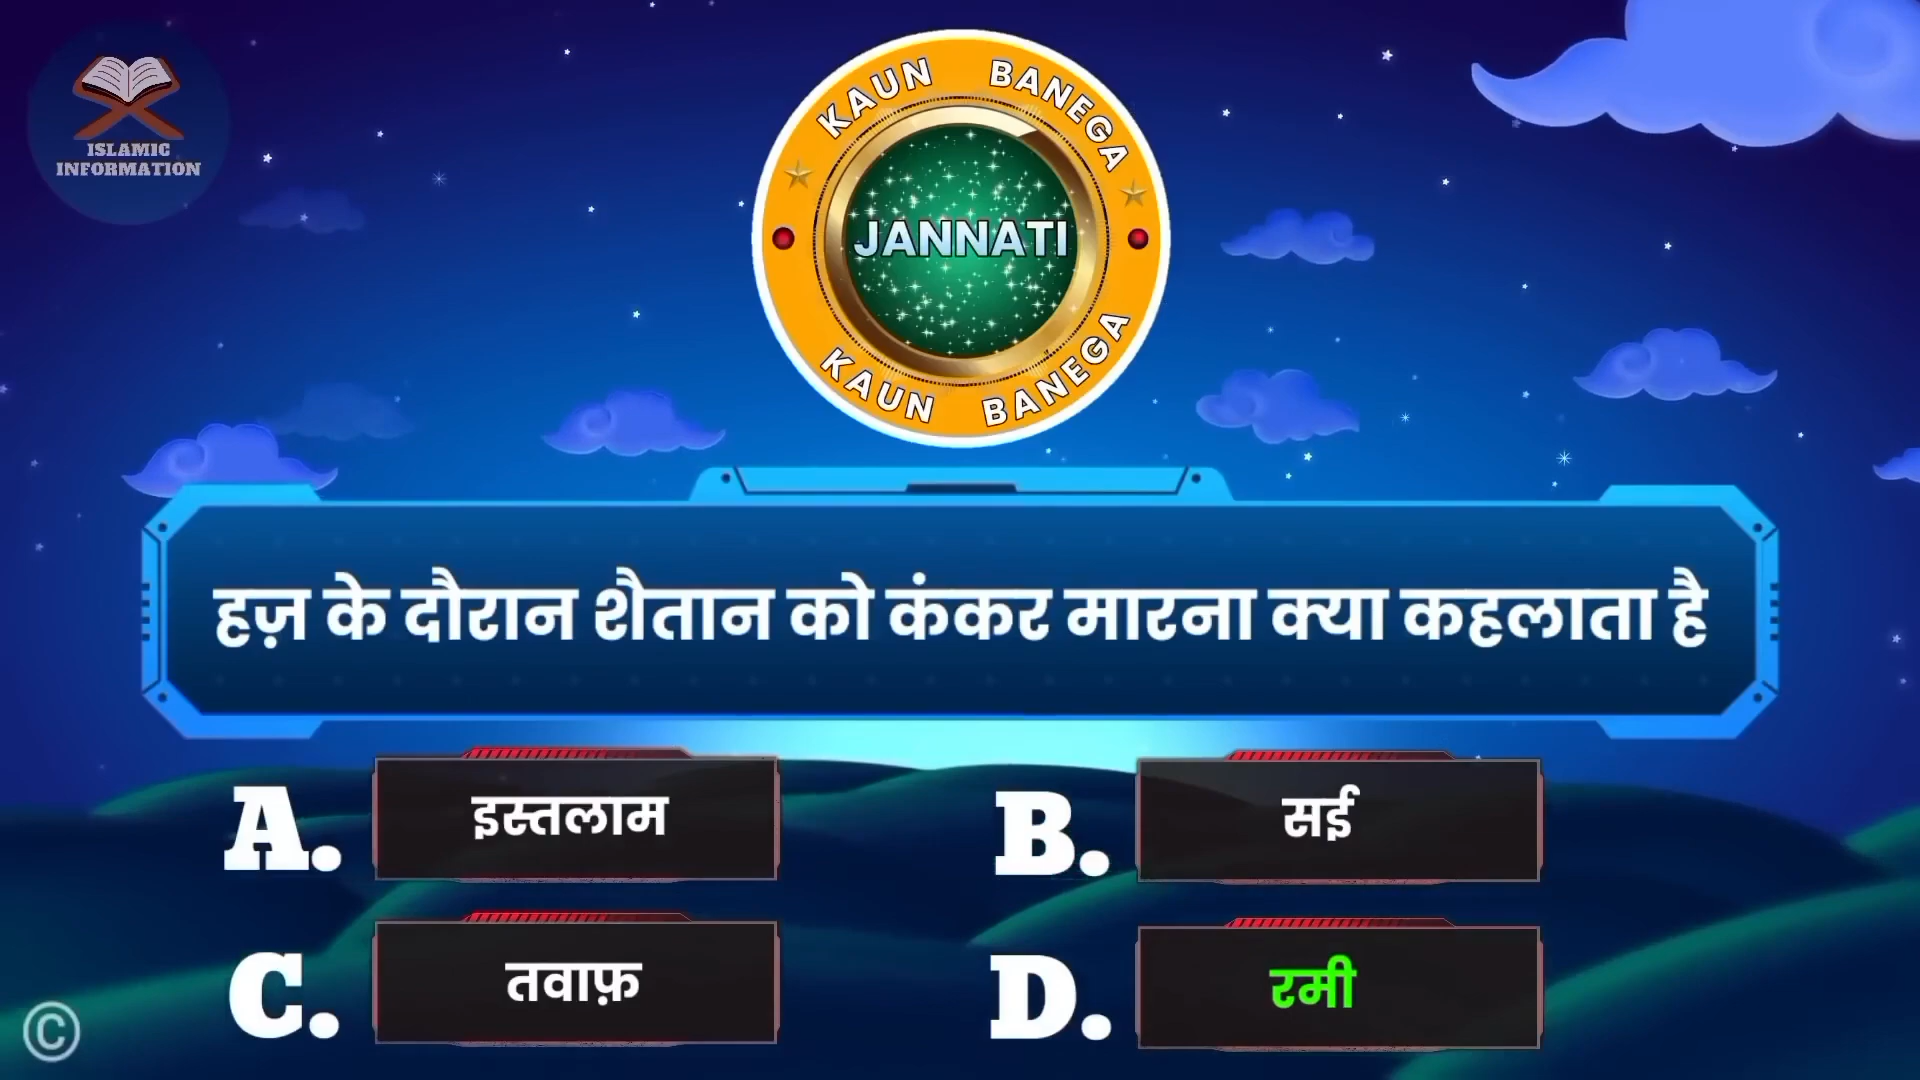 ISLAMIC
INFORMATION
KAUN BANEGA
JANNATI
KAUN BANEGA
हज़ के दौरान शैतान को कंकर मारना क्या कहलाता है
A. इस्तलाम
B. सई
C. तवाफ़
D. रमी
©